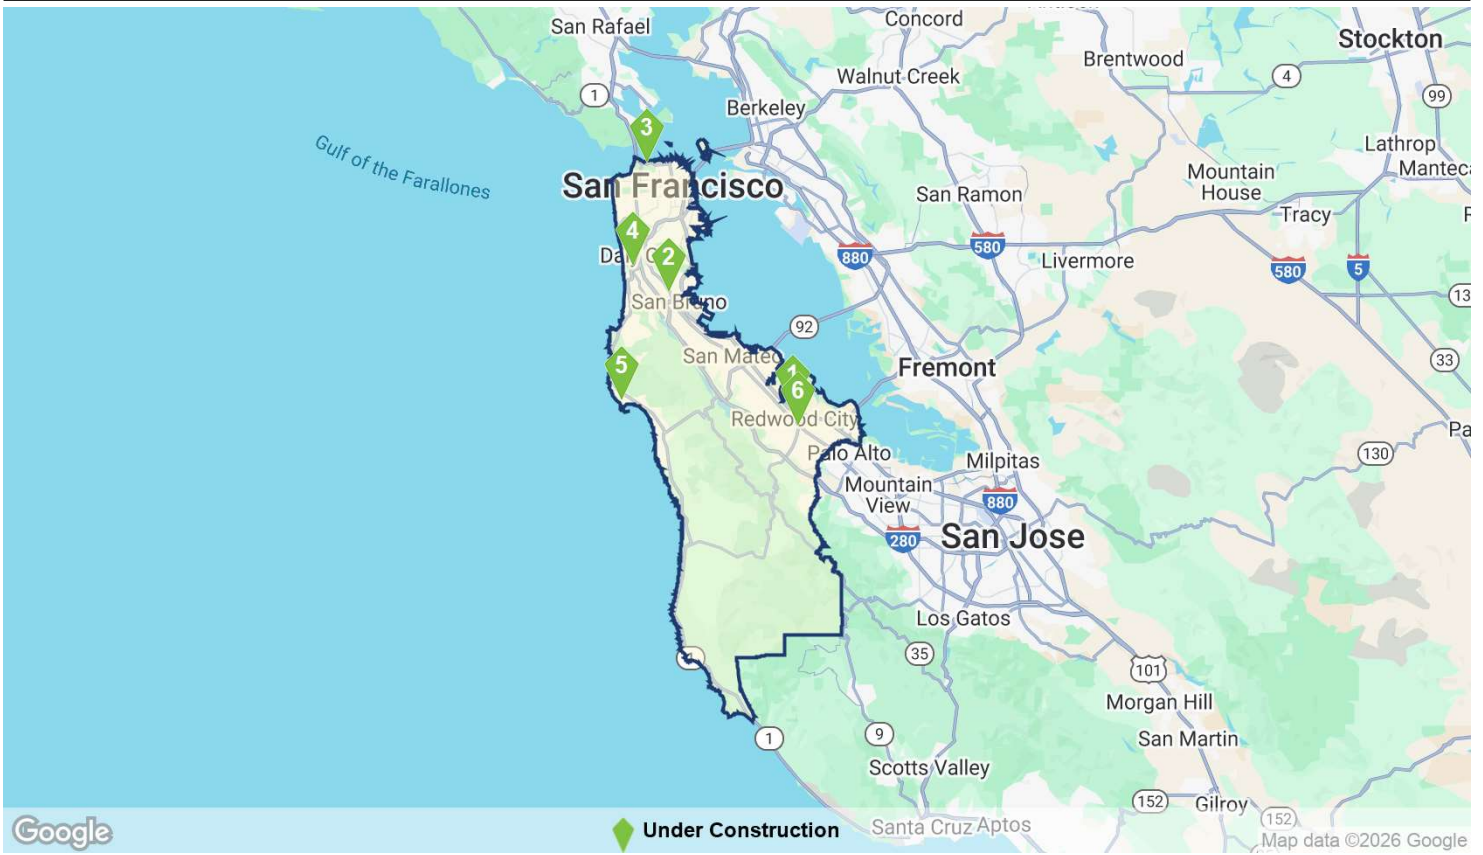 San Rafael
Concord
Stockton
Brentwood
Walnut Creek
4
1
99
Berkeley
3
Lathrop
Gulf of the Farallones
Mountain
House
Manteca
San Francisco
San Ramon
Tracy
4
580
880
2
Livermore
580
5
San Bruno
92
San Mateo
5
Fremont
33
1
6
Redwood City
Palo Alto
Milpitas
130
Mountain
View
880
280
San Jose
Los Gatos
35
101
Morgan Hill
1
9
San Martin
Scotts Valley
152
Gilroy
152
Google
Under Construction
Santa Cruz
Aptos
Map data ©2026 Google